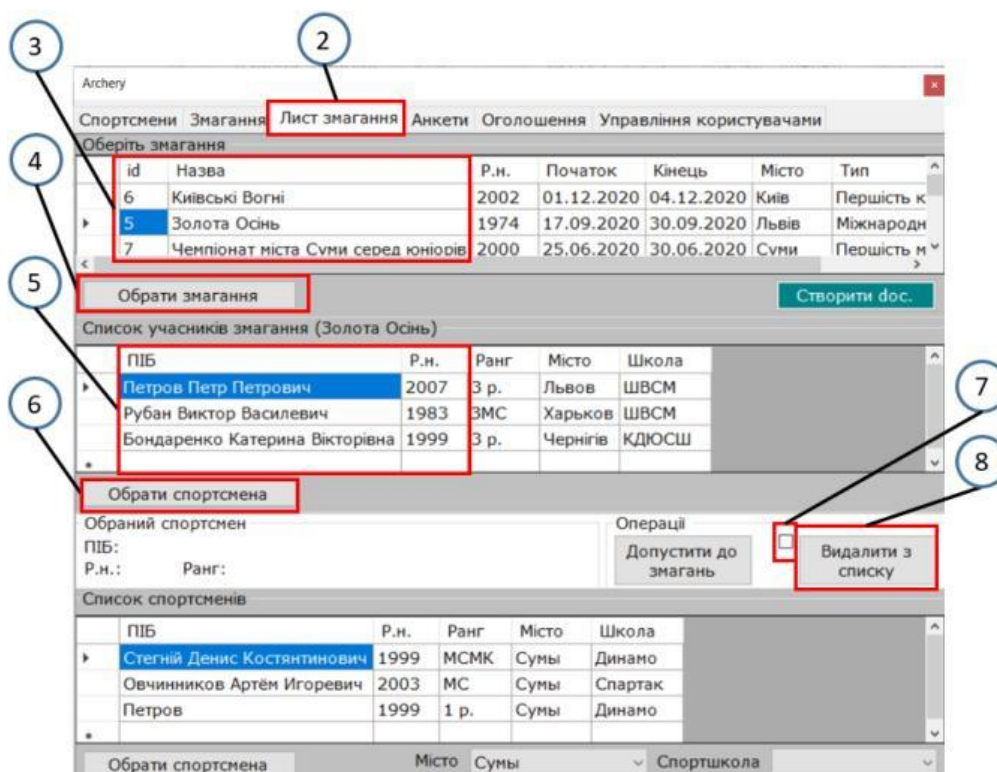 3
2
Archery
Спортсмени Змагання Лист змагання Анкети Оголошення Управління користувачами
Оберіть змагання
4
id Назва Р.н. Початок Кінець Місто Тип
6 Київські Вогні 2002 01.12.2020 04.12.2020 Київ Першість к
5 Золота Осінь 1974 17.09.2020 30.09.2020 Львів Міжнародн
7 Чемпіонат міста Суми серед юніорів 2000 25.06.2020 30.06.2020 Суми Першість м
5
Обрати змагання Створити doc.
Список учасників змагання (Золота Осінь)
ПІБ Р.н. Ранг Місто Школа
Петров Петр Петрович 2007 3 р. Львов ШВСМ
7
6
Рубан Виктор Василевич 1983 ЗМС Харьков ШВСМ
Бондаренко Катерина Вікторівна 1999 3 р. Чернігів КДЮСШ
8
Обрати спортсмена
Обраний спортсмен Операції
ПІБ:
Р.н.: Ранг:
Допустити до змагань
Видалити з списку
Список спортсменів
ПІБ Р.н. Ранг Місто Школа
Стегній Денис Костянтинович 1999 МСМК Сумы Динамо
Овчинников Артём Игоревич 2003 МС Сумы Спартак
Петров 1999 1 р. Сумы Динамо
Обрати спортсмена Місто Сумы Спортшкола